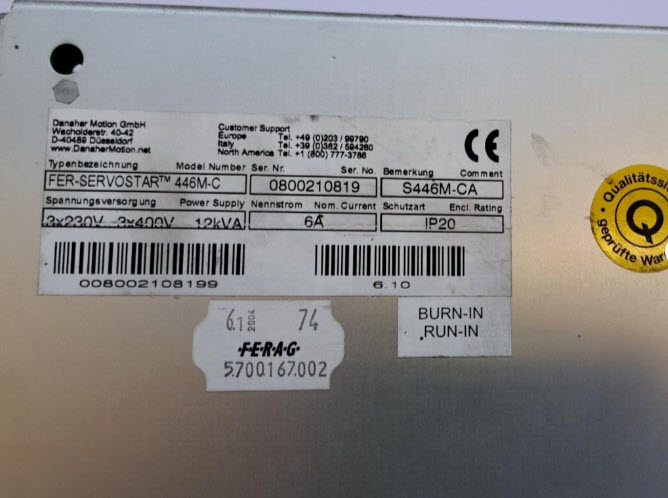 Danaher Motion GmbH
Wacholderstr. 40-42
D-40489 Düsseldorf
www.DanaherMotion.net
Customer Support
Europe Tel. +49 (0)203 / 99790
Italy Tel. +39 (0)362 / 594260
North America Tel. +1 (800) 777-3786
CE
Typenbezeichnung Model Number Ser. Nr. Ser. No. Bemerkung Comment
FER-SERVOSTAR™ 446M-C 0800210819 S446M-CA
Spannungsversorgung Power Supply Nennstrom Nom. Current Schutzart Encl. Rating
3x230V -3x400V 12kVA 6A IP20
008002108199 6.10
61 2004 74
F·E·R·A·G·
5.700.167.002
BURN-IN
RUN-IN
Qualitätssi
Q
geprüfte War